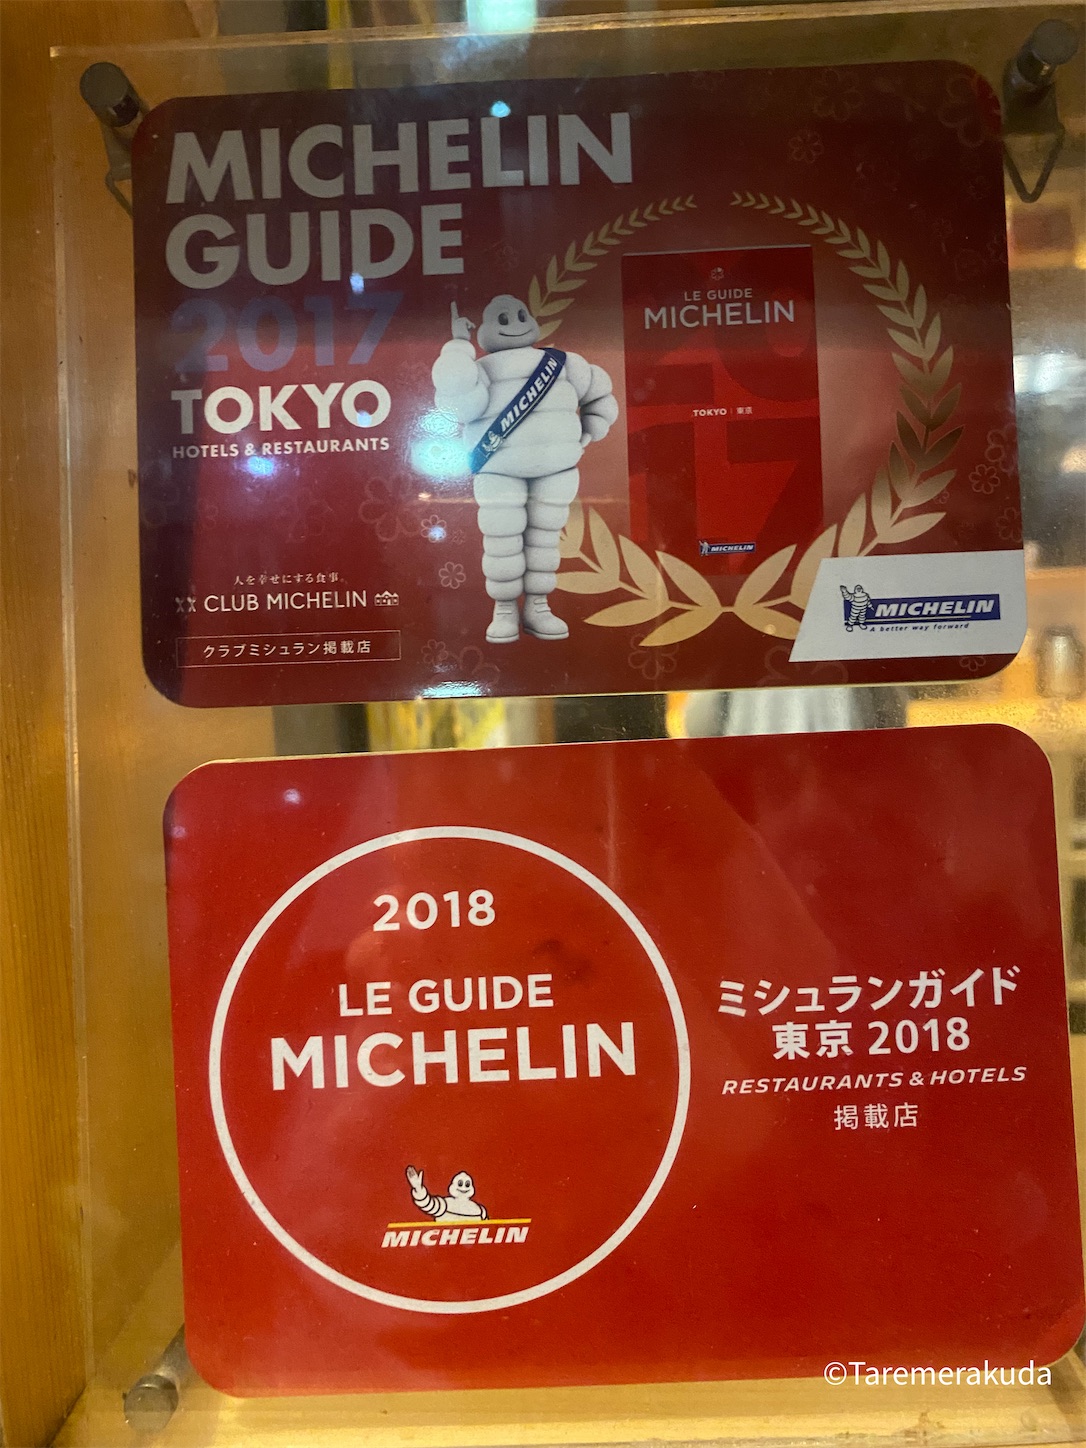 MICHELIN
GUIDE
2017
TOKYO
HOTELS & RESTAURANTS
MICHELIN
LE GUIDE
MICHELIN
2017
TOKYO | 東京
MICHELIN
人を幸せにする食事
CLUB MICHELIN
クラブミシュラン掲載店
MICHELIN
A better way forward
2018
LE GUIDE
MICHELIN
MICHELIN
ミシュランガイド
東京 2018
RESTAURANTS & HOTELS
掲載店
©Taremerakuda